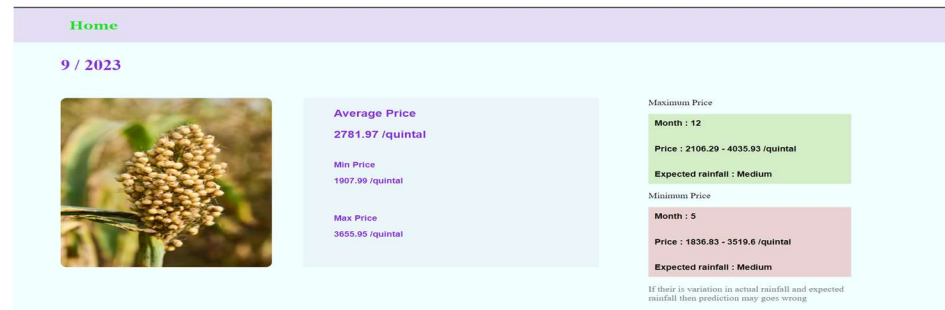 Home
9 / 2023
Average Price
2781.97 /quintal
Min Price
1907.99 /quintal
Max Price
3655.95 /quintal
Maximum Price
Month : 12
Price : 2106.29 - 4035.93 /quintal
Expected rainfall : Medium
Minimum Price
Month : 5
Price : 1836.83 - 3519.6 /quintal
Expected rainfall : Medium
If their is variation in actual rainfall and expected
rainfall then prediction may goes wrong